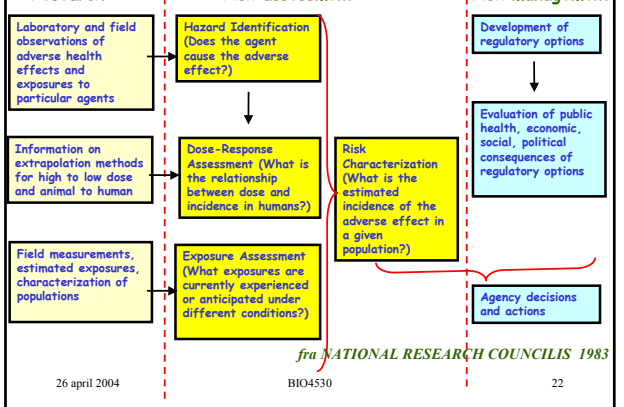 Laboratory and field
observations of
adverse health
effects and
exposures to
particular agents
Information on
extrapolation methods
for high to low dose
and animal to human
Field measurements,
estimated exposures,
characterization of
populations
Hazard Identification
(Does the agent
cause the adverse
effect?)
Dose-Response
Assessment (What is
the relationship
between dose and
incidence in humans?)
Exposure Assessment
(What exposures are
currently experienced
or anticipated under
different conditions?)
Risk
Characterization
(What is the
estimated
incidence of the
adverse effect in
a given
population?)
Development of
regulatory options
Evaluation of public
health, economic,
social, political
consequences of
regulatory options
Agency decisions
and actions
fra NATIONAL RESEARCH COUNCILIS 1983
26 april 2004
BIO4530
22